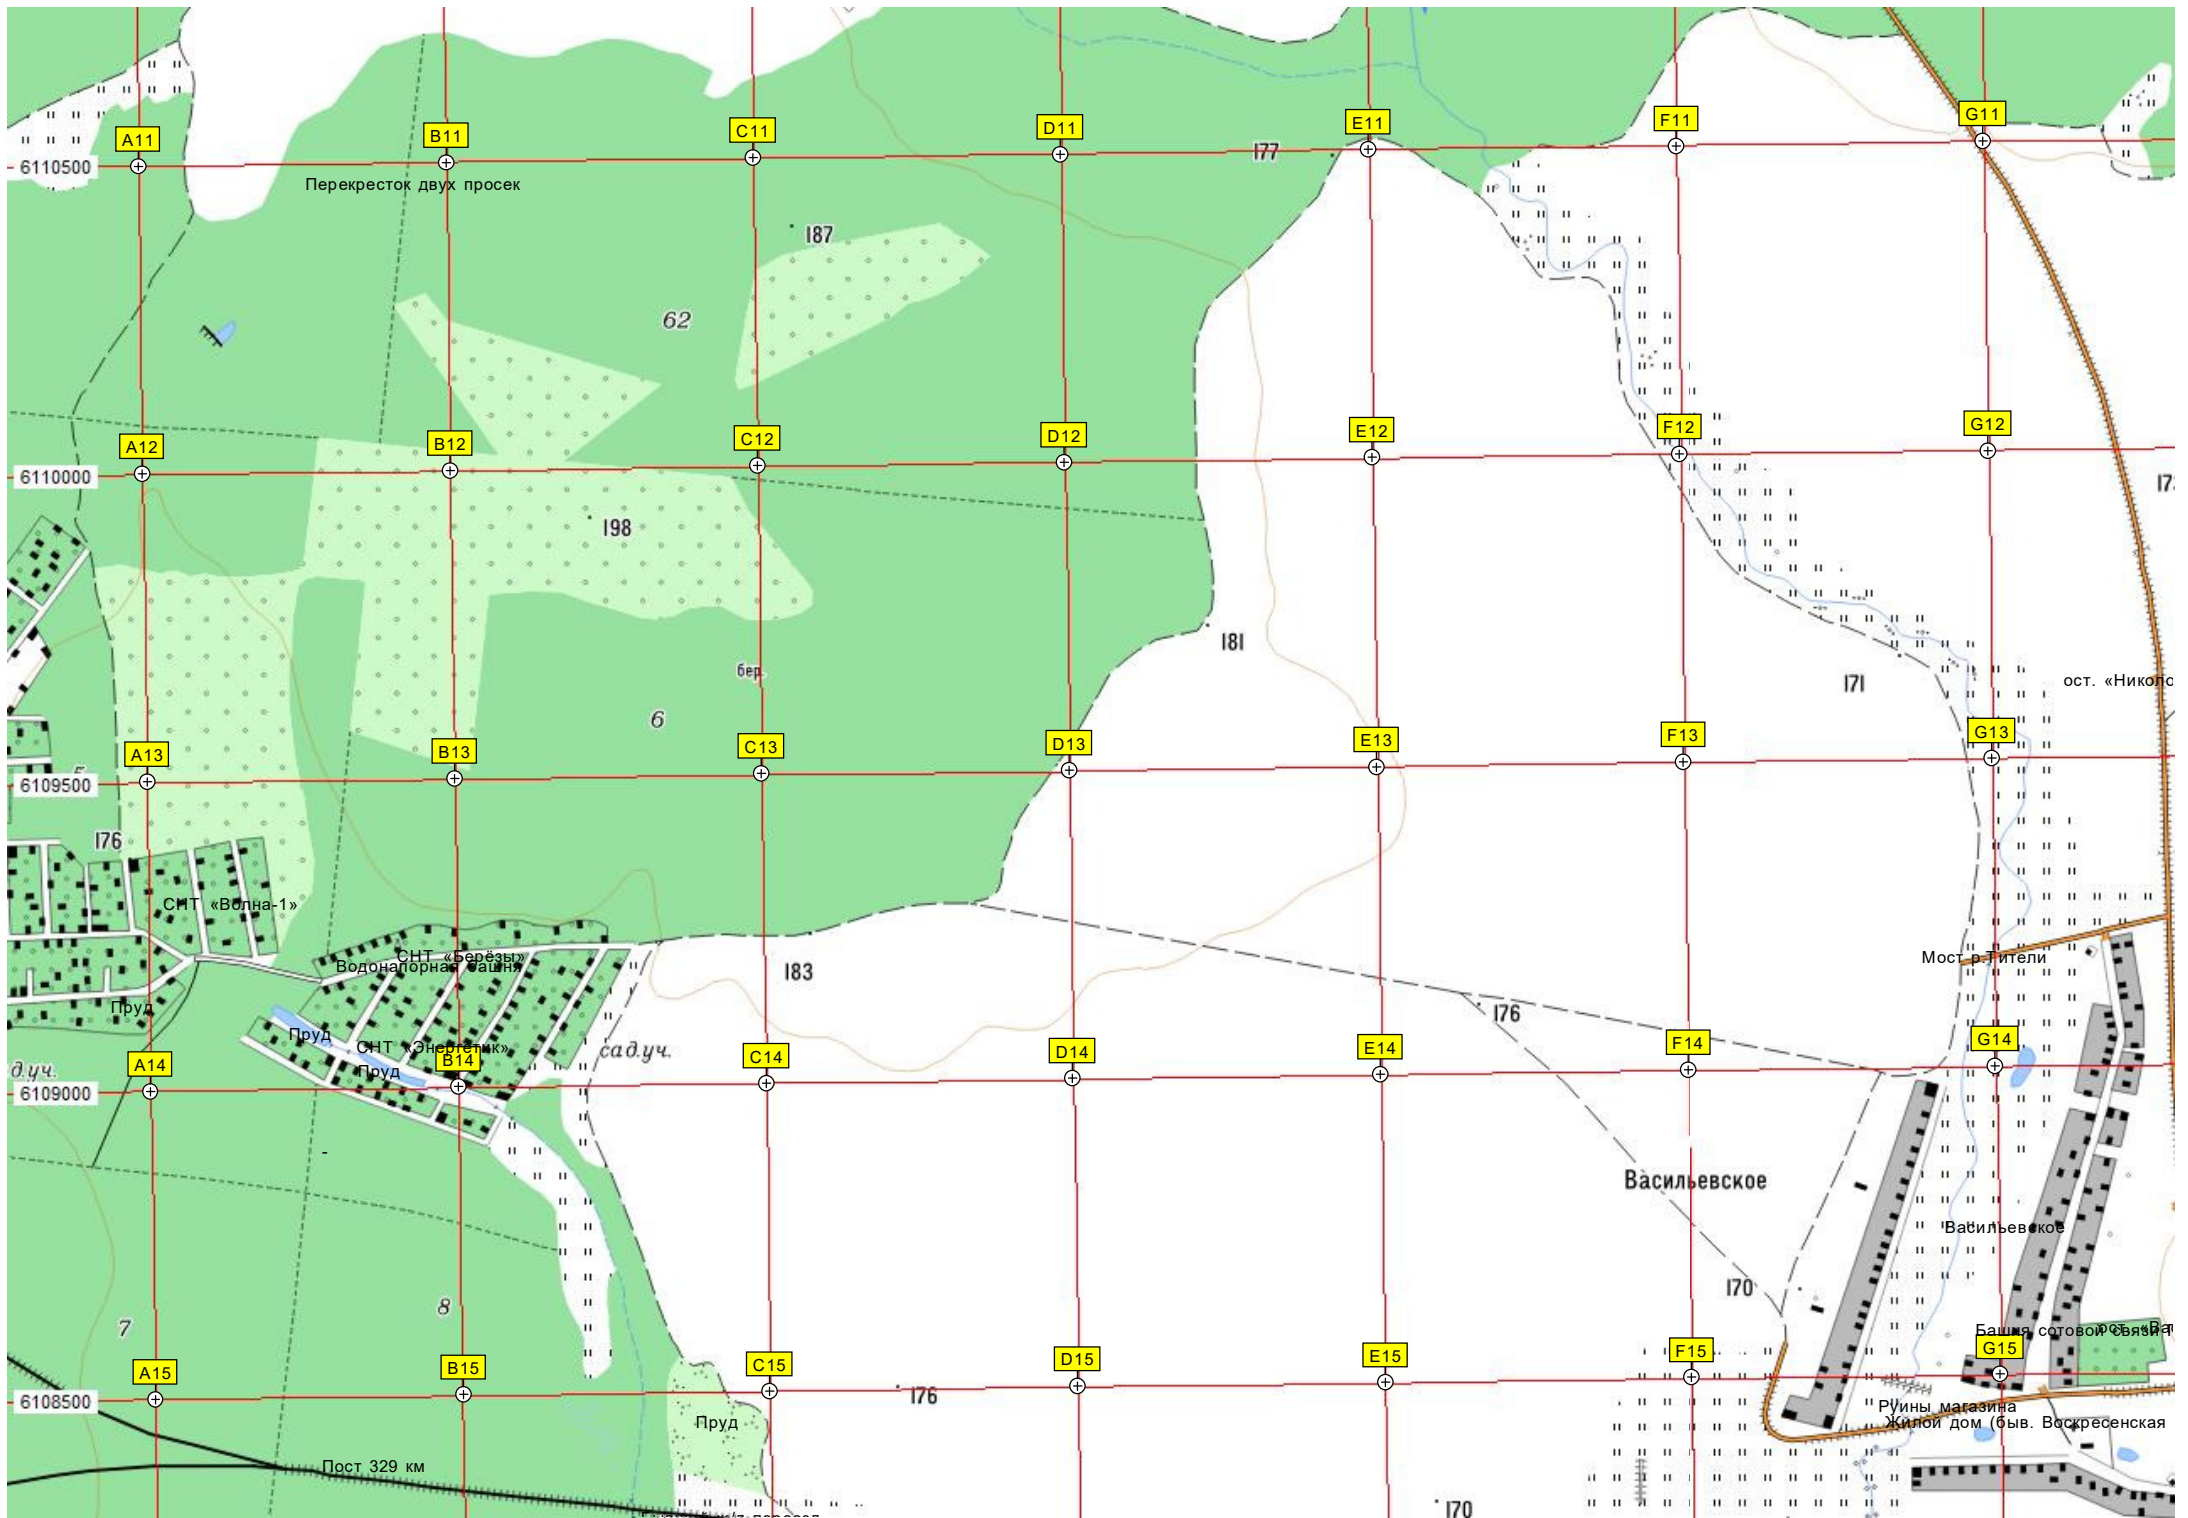 A11
B11
C11
D11
E11
F11
G11
6110500
177
Перекресток двух просек
187
62
A12
B12
C12
D12
E12
F12
G12
6110000
198
181
171
бер.
6
ост. «Николо
A13
B13
C13
D13
E13
F13
G13
6109500
176
СНТ «Волна-1»
СНТ «Берёзы»
Водонапорная башня
183
Мост р.Тители
Пруд
Пруд
176
СНТ «Энергетик»
сад.уч.
Пруд
д.уч.
A14
B14
C14
D14
E14
F14
G14
6109000
Васильевское
Васильевское
170
8
7
Башня сотовой связи
ост. «Ва
A15
B15
C15
D15
E15
F15
G15
6108500
176
Пруд
Руины магазина
Жилой дом (быв. Воскресенская
Пост 329 км
170